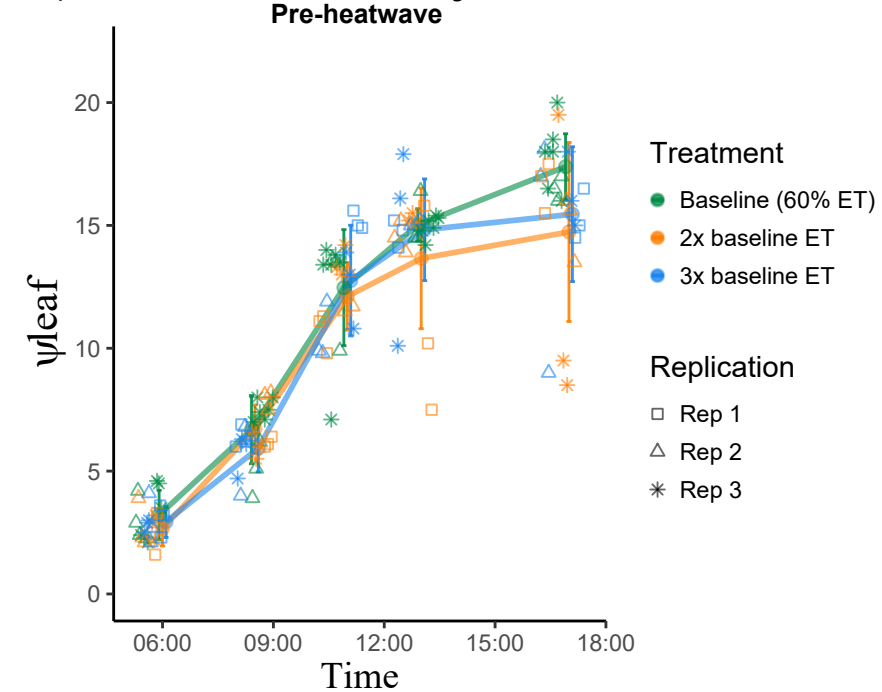 Pre-heatwave
20
15
10
5
0
ψleaf
06:00 09:00 12:00 15:00 18:00
Time
Treatment
Baseline (60% ET)
2x baseline ET
3x baseline ET
Replication
Rep 1
Rep 2
Rep 3